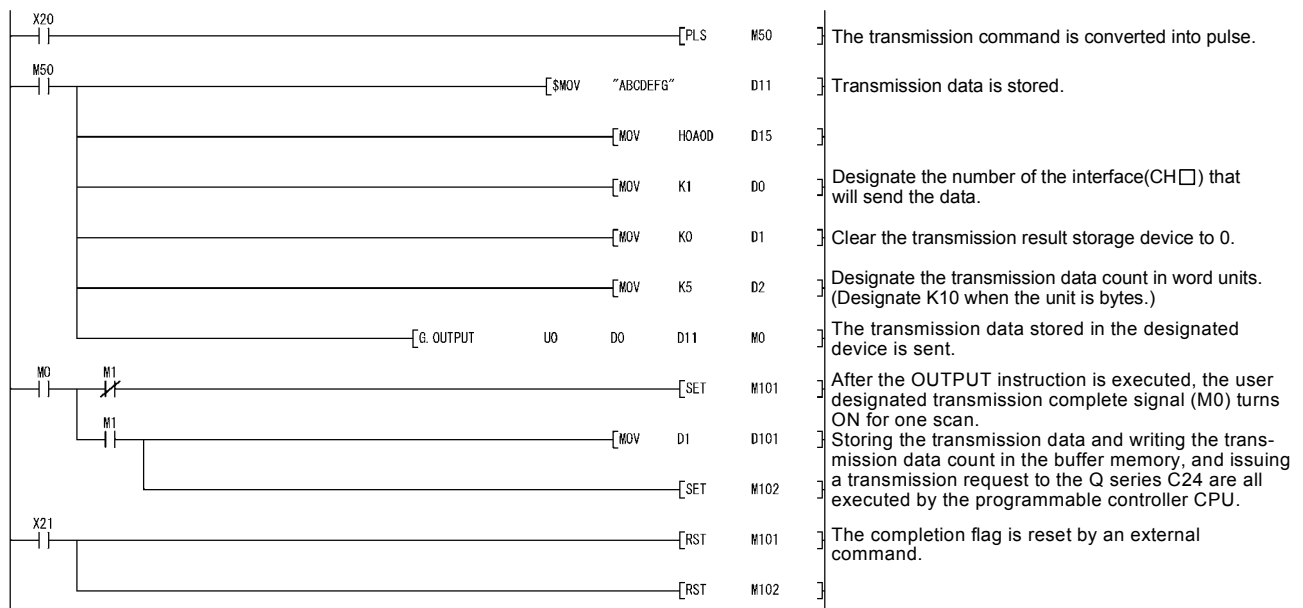 X20
[PLS M50 ]
The transmission command is converted into pulse.
M50
[$MOV "ABCDEFG" D11 ]
Transmission data is stored.
[MOV H0A0D D15 ]
[MOV K1 D0 ]
Designate the number of the interface(CH□) that
will send the data.
[MOV K0 D1 ]
Clear the transmission result storage device to 0.
[MOV K5 D2 ]
Designate the transmission data count in word units.
(Designate K10 when the unit is bytes.)
[G.OUTPUT U0 D0 D11 M0 ]
The transmission data stored in the designated
device is sent.
M0 M1
[SET M101 ]
After the OUTPUT instruction is executed, the user
designated transmission complete signal (M0) turns
ON for one scan.
M1
[MOV D1 D101 ]
Storing the transmission data and writing the trans-
mission data count in the buffer memory, and issuing
a transmission request to the Q series C24 are all
executed by the programmable controller CPU.
[SET M102 ]
X21
[RST M101 ]
The completion flag is reset by an external
command.
[RST M102 ]